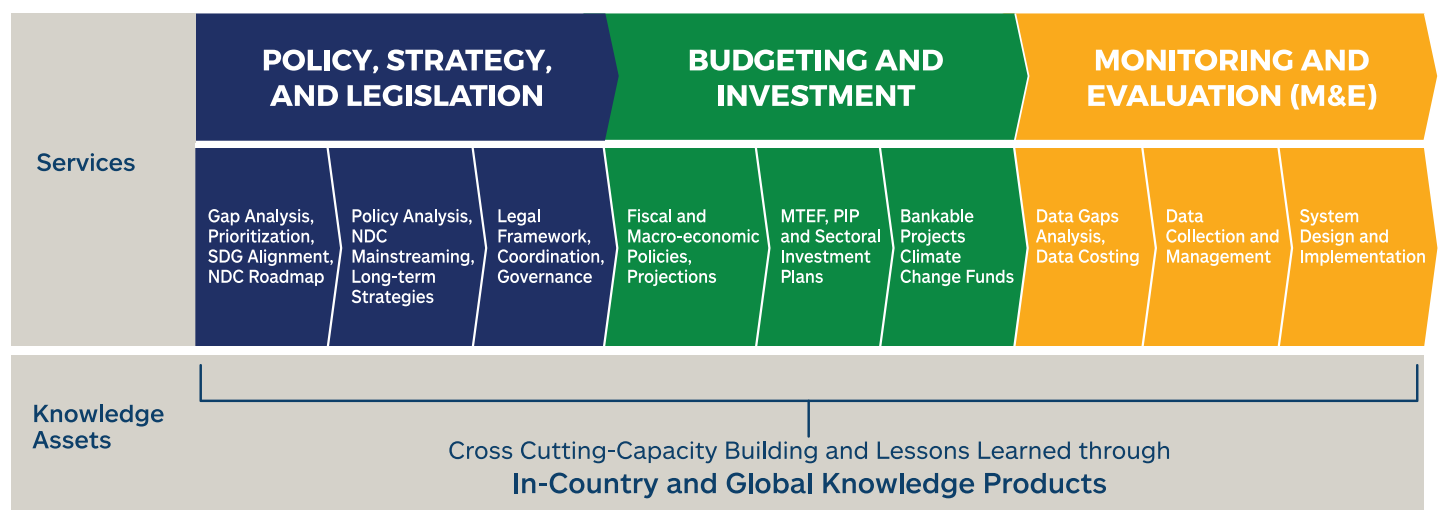 POLICY, STRATEGY,
AND LEGISLATION
BUDGETING AND
INVESTMENT
MONITORING AND
EVALUATION (M&E)
Services
Gap Analysis,
Prioritization,
SDG Alignment,
NDC Roadmap
Policy Analysis,
NDC
Mainstreaming,
Long-term
Strategies
Legal
Framework,
Coordination,
Governance
Fiscal and
Macro-economic
Policies,
Projections
MTEF, PIP
and Sectoral
Investment
Plans
Bankable
Projects
Climate
Change Funds
Data Gaps
Analysis,
Data Costing
Data
Collection and
Management
System
Design and
Implementation
Knowledge
Assets
Cross Cutting-Capacity Building and Lessons Learned through
In-Country and Global Knowledge Products